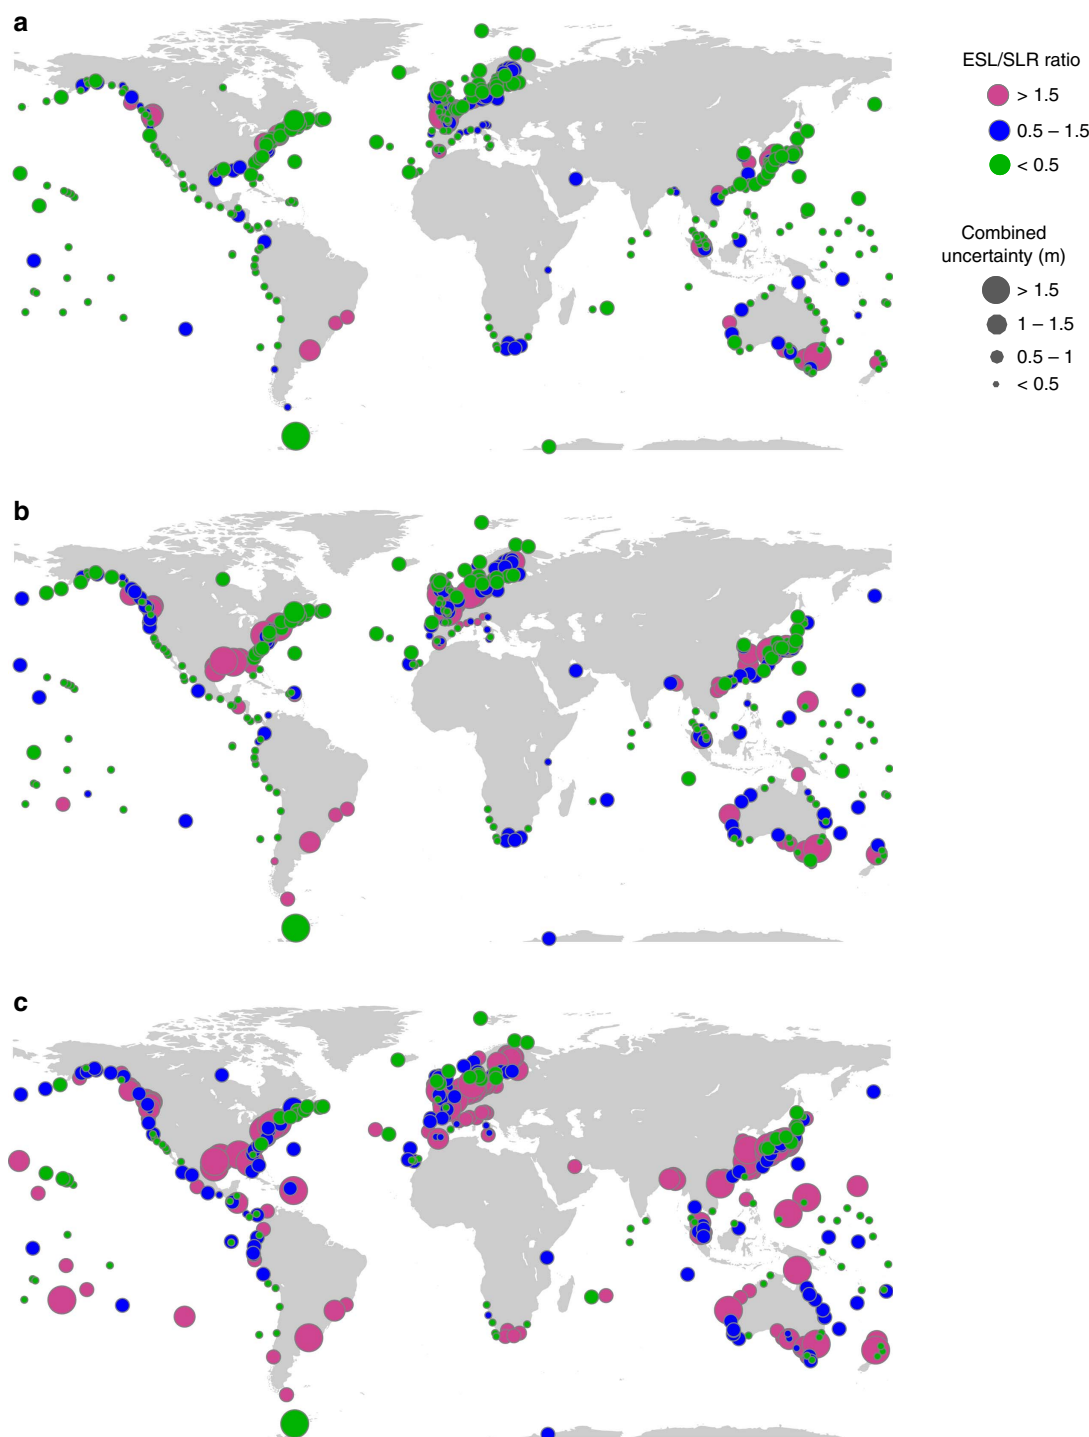 a
ESL/SLR ratio
> 1.5
0.5 – 1.5
< 0.5
Combined
uncertainty (m)
> 1.5
1 – 1.5
0.5 – 1
< 0.5
b
c